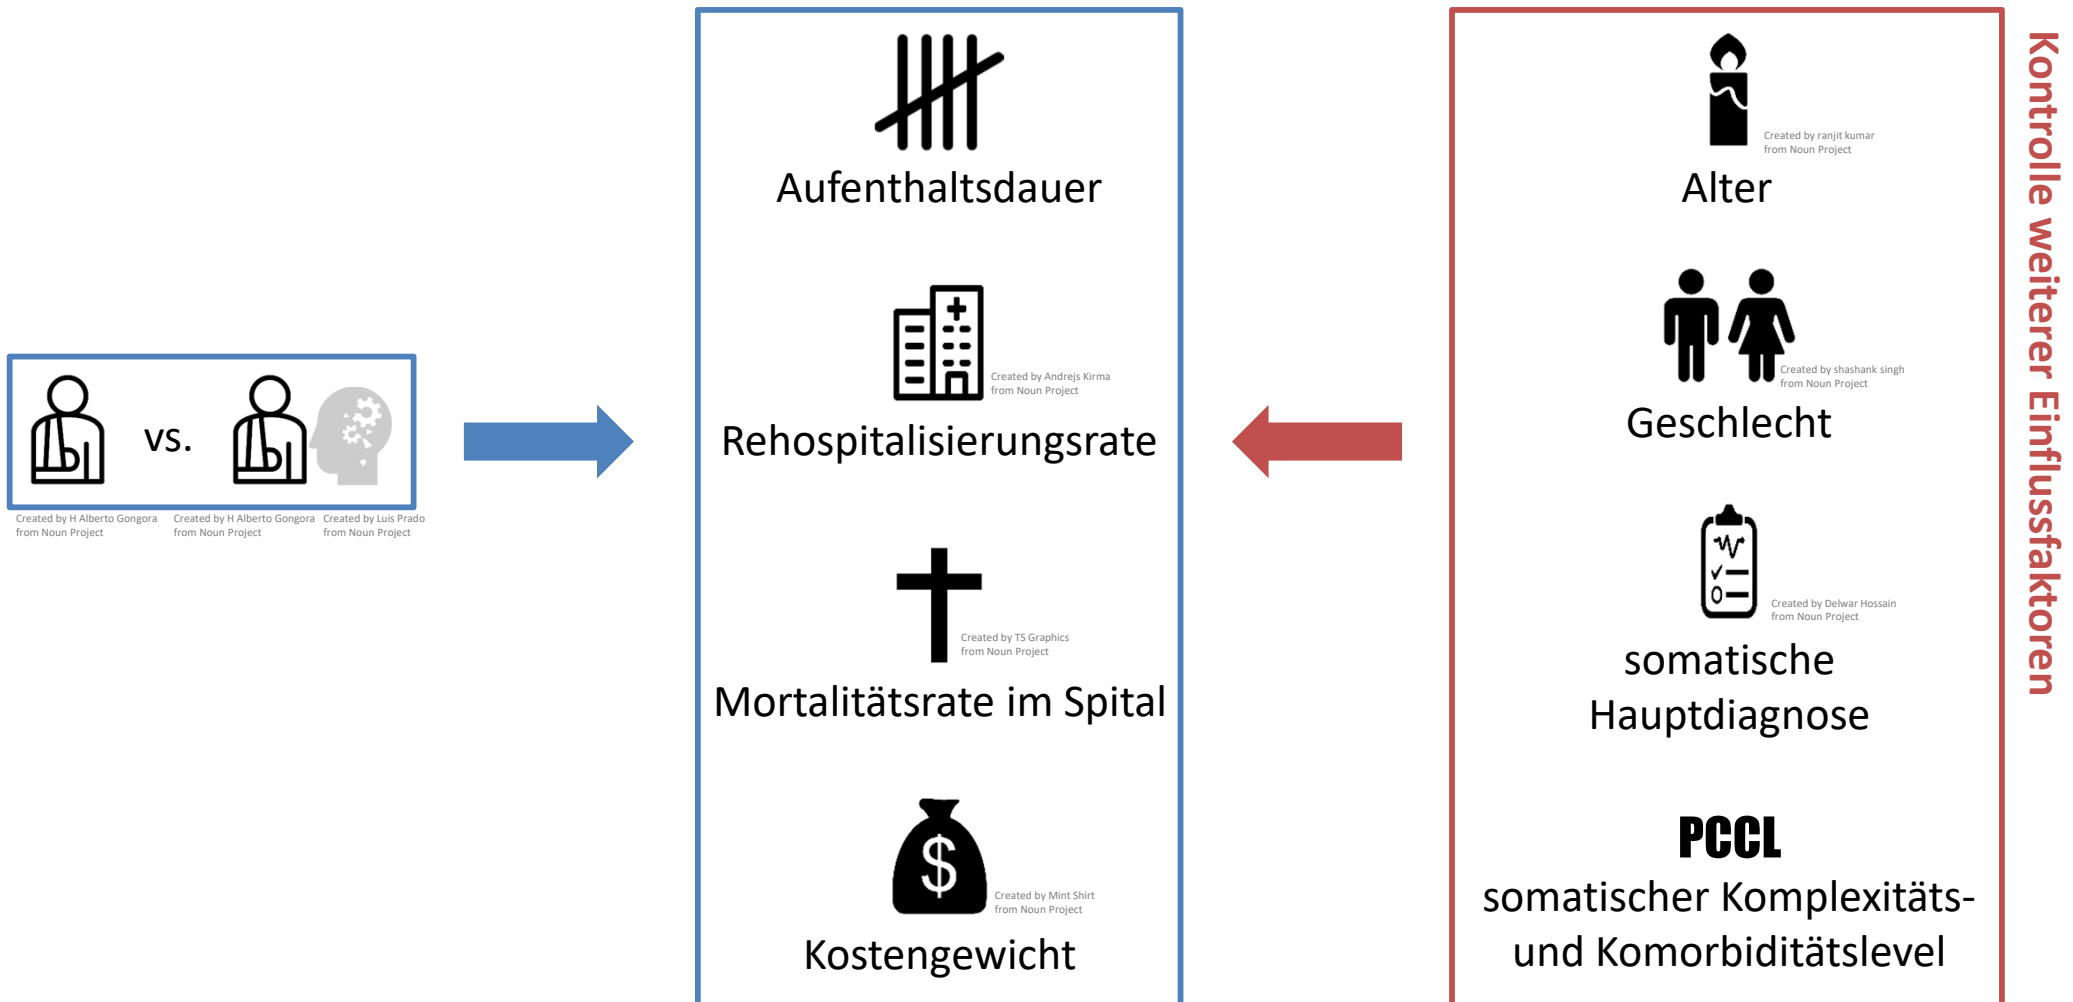 vs.
Created by H Alberto Gongora
from Noun Project
Created by H Alberto Gongora
from Noun Project
Created by Luis Prado
from Noun Project
Aufenthaltsdauer
Created by Andrejs Kirma
from Noun Project
Rehospitalisierungsrate
Created by TS Graphics
from Noun Project
Mortalitätsrate im Spital
$
Created by Mint Shirt
from Noun Project
Kostengewicht
Created by ranjit kumar
from Noun Project
Alter
Created by shashank singh
from Noun Project
Geschlecht
Created by Delwar Hossain
from Noun Project
somatische
Hauptdiagnose
PCCL
somatischer Komplexitäts-
und Komorbiditätslevel
Kontrolle weiterer Einflussfaktoren